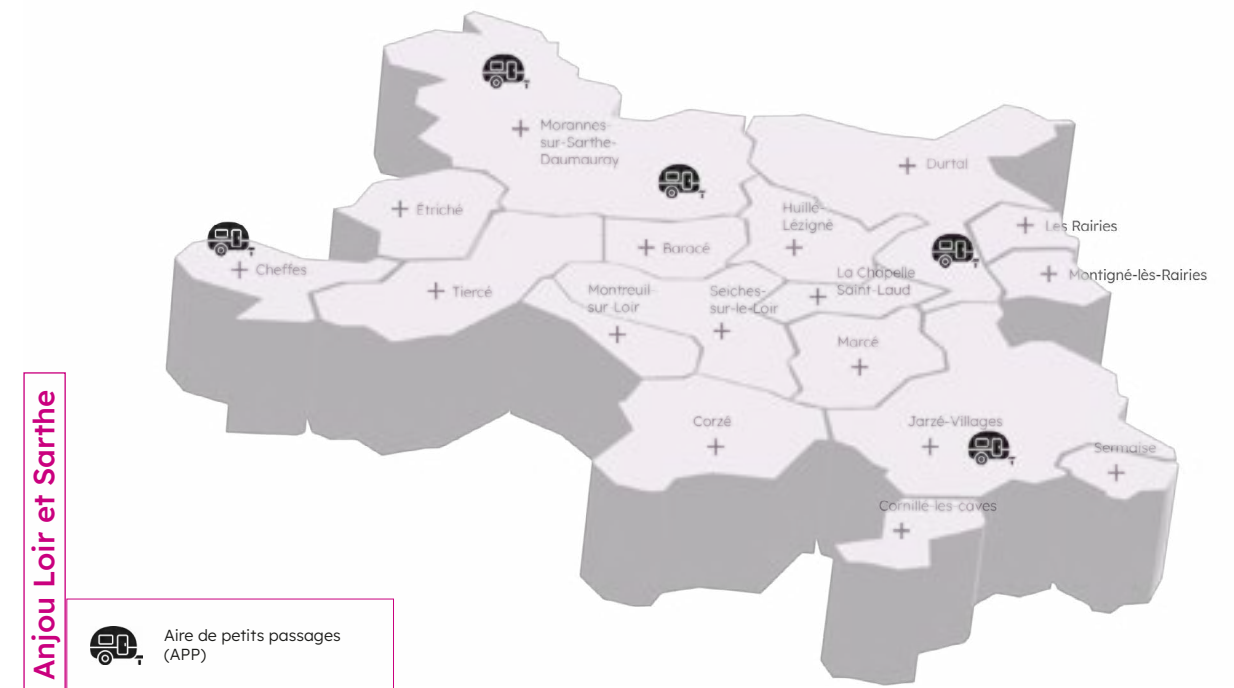 Morannes-
sur-Sarthe-
Daumauray
Durtal
Étriché
Huillé-
Lézigné
Les Rairies
Baracé
Cheffes
La Chapelle
Saint-Laud
Montigné-lès-Rairies
Tiercé
Montreuil
sur-Loir
Seiches-
sur-le-Loir
Marcé
Corzé
Jarzé-Villages
Sermaise
Cornillé-les-caves
Anjou Loir et Sarthe
Aire de petits passages
(APP)